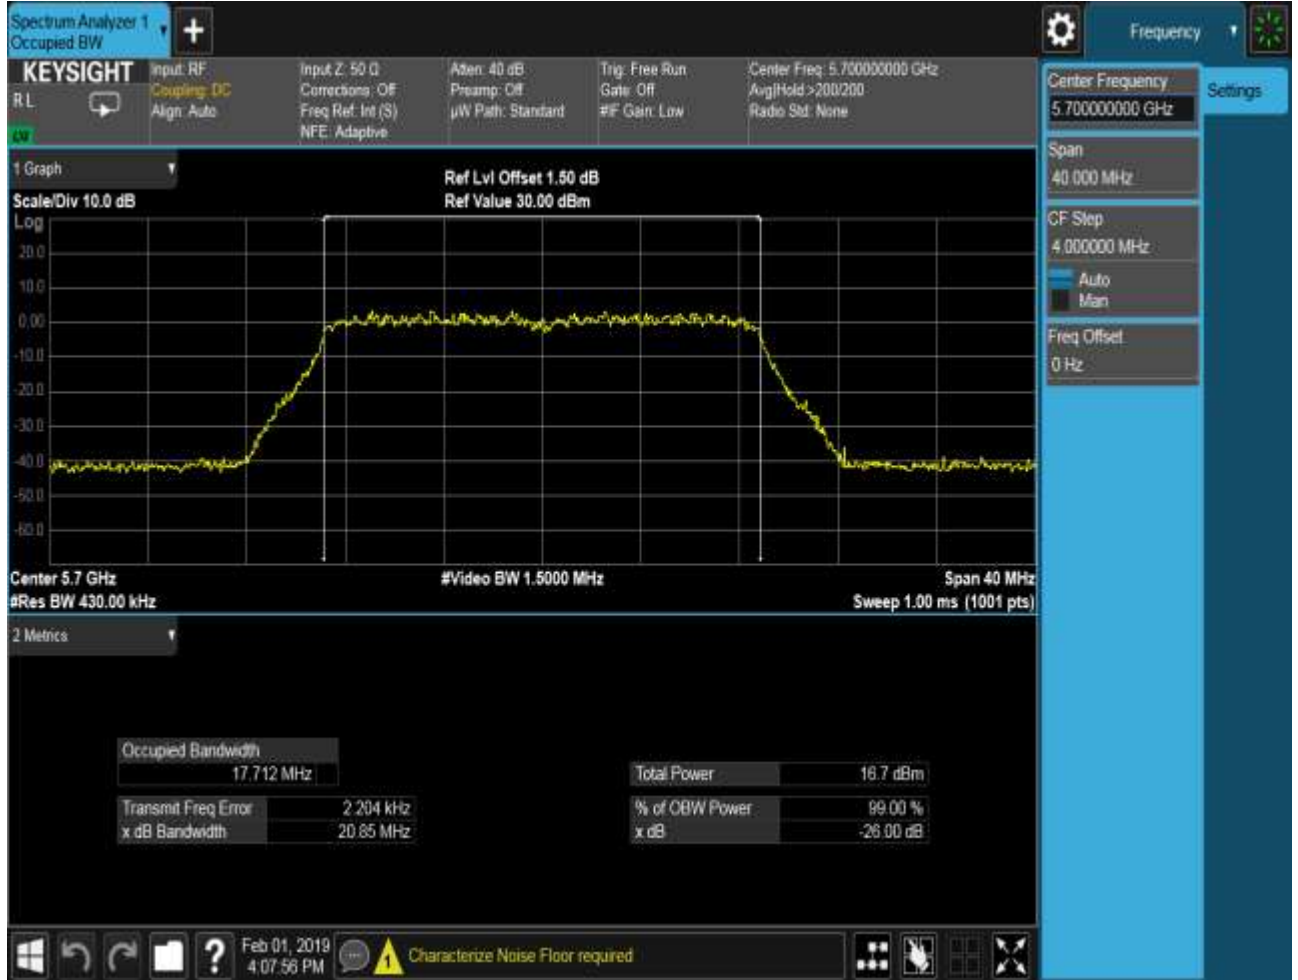 Spectrum Analyzer 1
Occupied BW
Frequency
KEYSIGHT
RL
Input: RF
Coupling: DC
Align: Auto
Input Z: 50 Ω
Corrections: Off
Freq Ref: Int (S)
NFE: Adaptive
Atten: 40 dB
Preamp: Off
µW Path: Standard
Trig: Free Run
Gate: Off
#IF Gain: Low
Center Freq: 5.700000000 GHz
Avg|Hold:>200/200
Radio Std: None
Center Frequency
5.700000000 GHz
Settings
Span
40.000 MHz
CF Step
4.000000 MHz
Auto
Man
Freq Offset
0 Hz
1 Graph
Scale/Div 10.0 dB
Ref Lvl Offset 1.50 dB
Ref Value 30.00 dBm
Log
20.0
10.0
0.00
-10.0
-20.0
-30.0
-40.0
-50.0
-60.0
Center 5.7 GHz
#Video BW 1.5000 MHz
Span 40 MHz
#Res BW 430.00 kHz
Sweep 1.00 ms (1001 pts)
2 Metrics
Occupied Bandwidth
17.712 MHz
Total Power 16.7 dBm
Transmit Freq Error 2.204 kHz
% of OBW Power 99.00 %
x dB Bandwidth 20.85 MHz
x dB -26.00 dB
Feb 01, 2019
4:07:56 PM
1
Characterize Noise Floor required